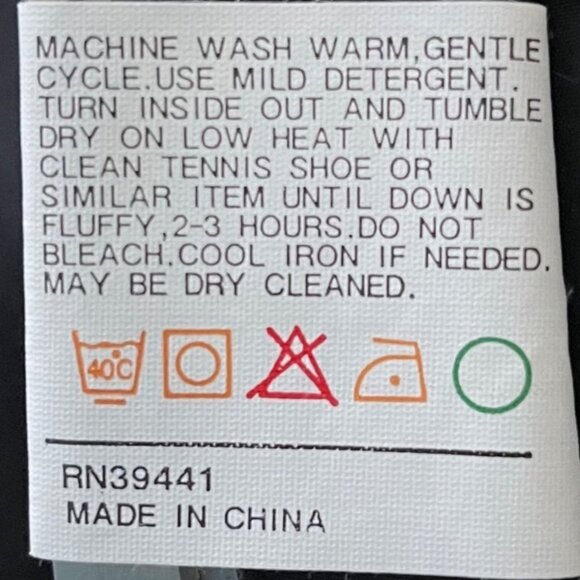 MACHINE WASH WARM,GENTLE
CYCLE.USE MILD DETERGENT.
TURN INSIDE OUT AND TUMBLE
DRY ON LOW HEAT WITH
CLEAN TENNIS SHOE OR
SIMILAR ITEM UNTIL DOWN IS
FLUFFY,2-3 HOURS.DO NOT
BLEACH.COOL IRON IF NEEDED.
MAY BE DRY CLEANED.
40°C
RN39441
MADE IN CHINA